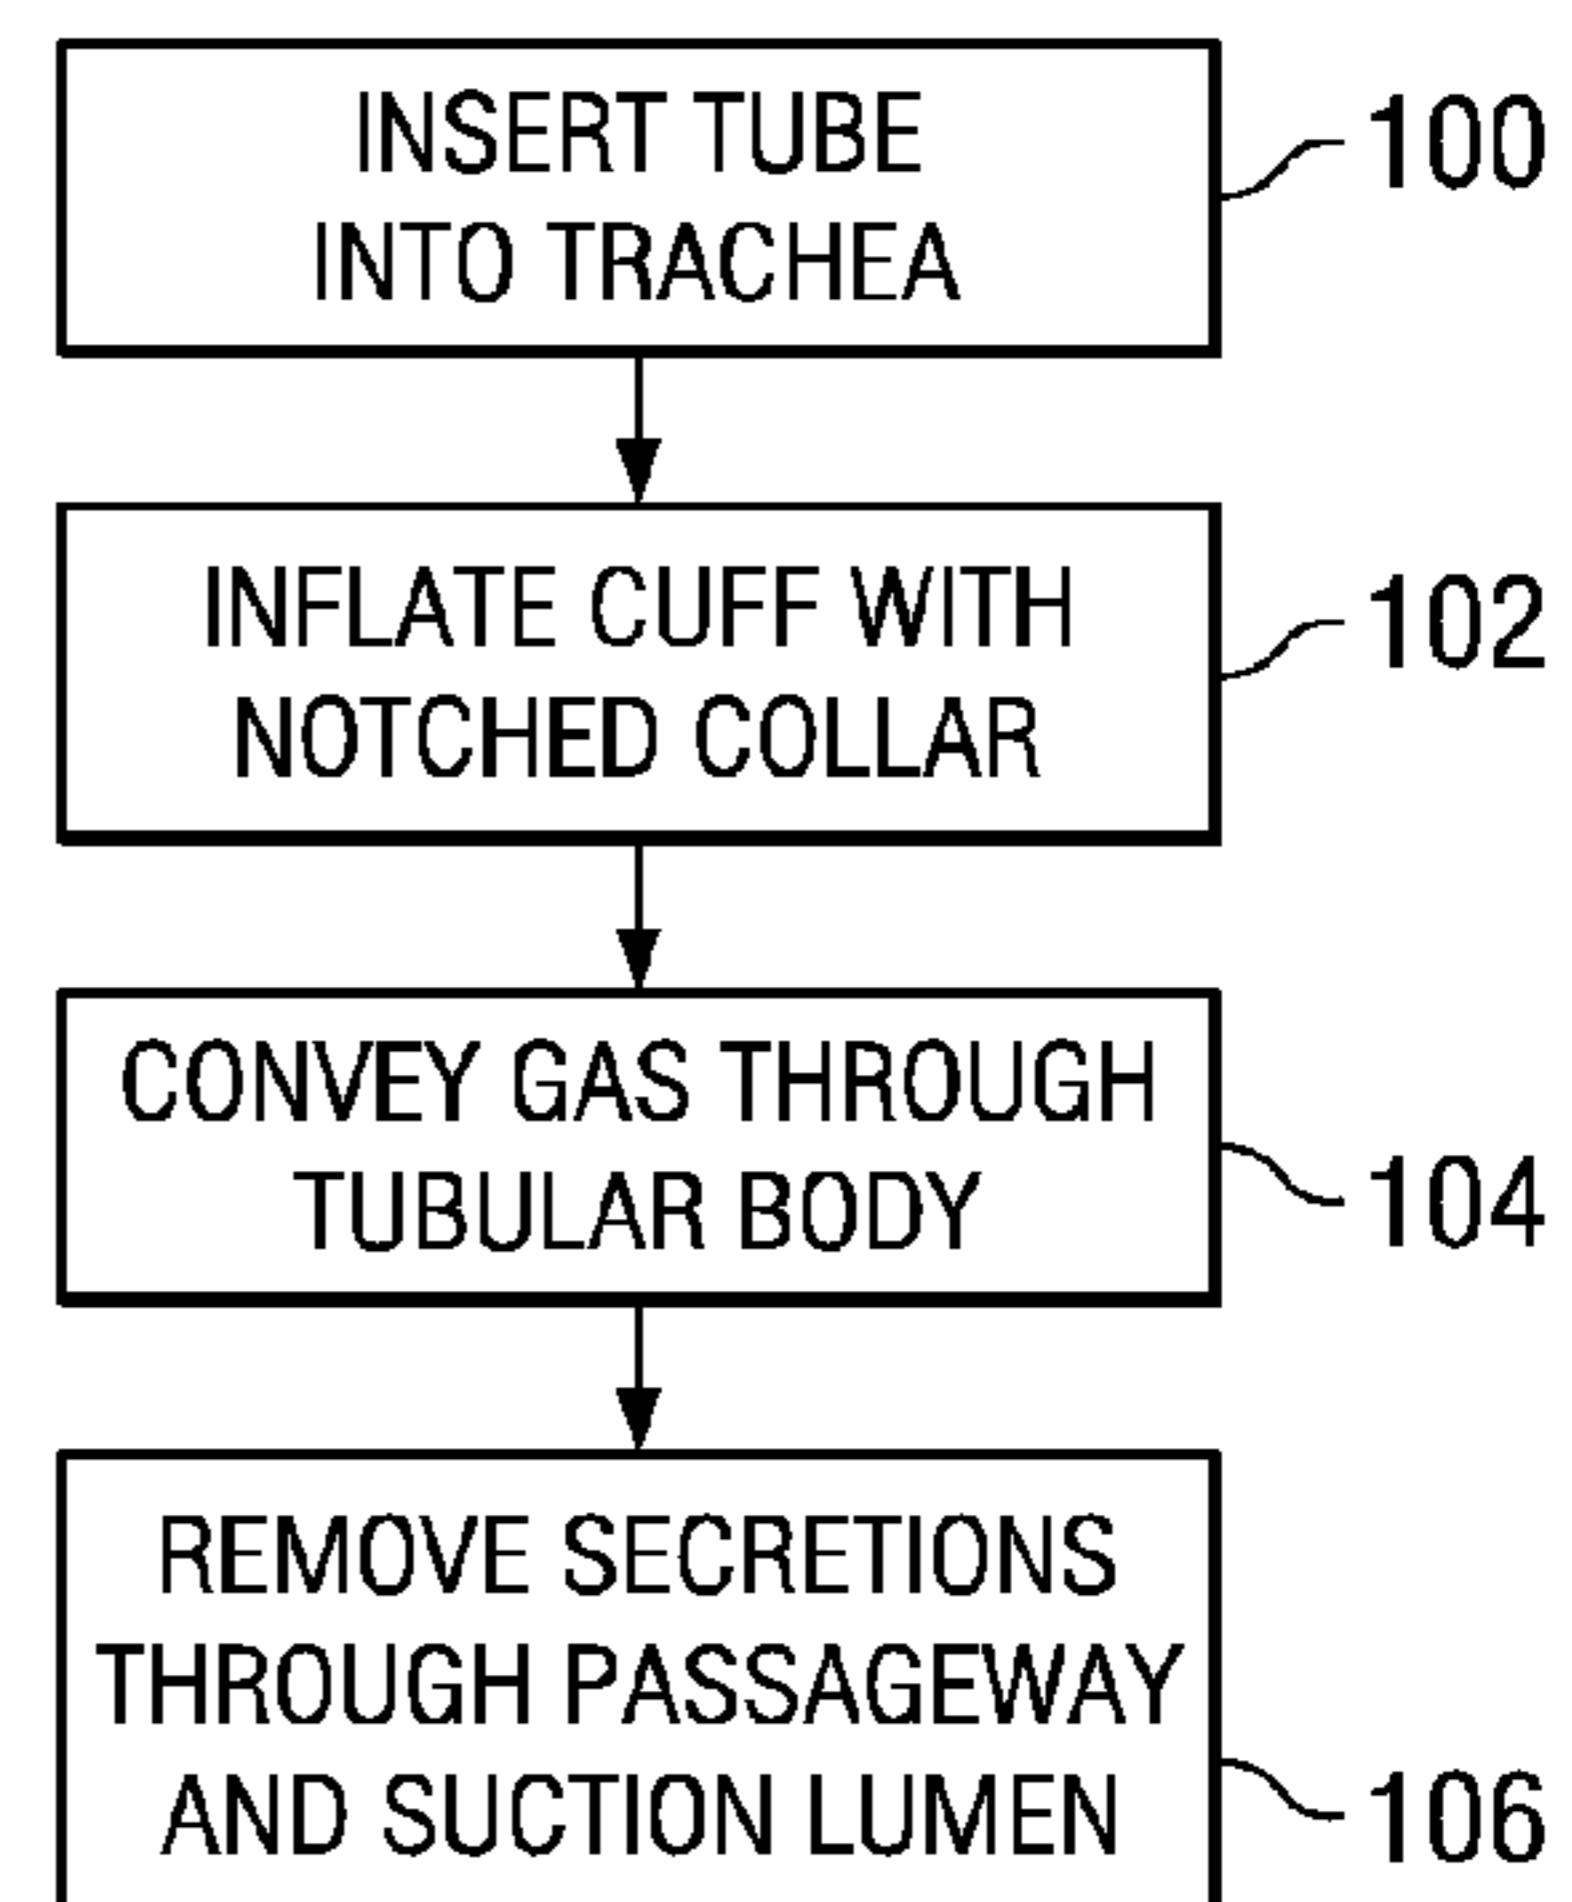 INSERT TUBE
INTO TRACHEA
100
INFLATE CUFF WITH
NOTCHED COLLAR
102
CONVEY GAS THROUGH
TUBULAR BODY
104
REMOVE SECRETIONS
THROUGH PASSAGEWAY
AND SUCTION LUMEN
106